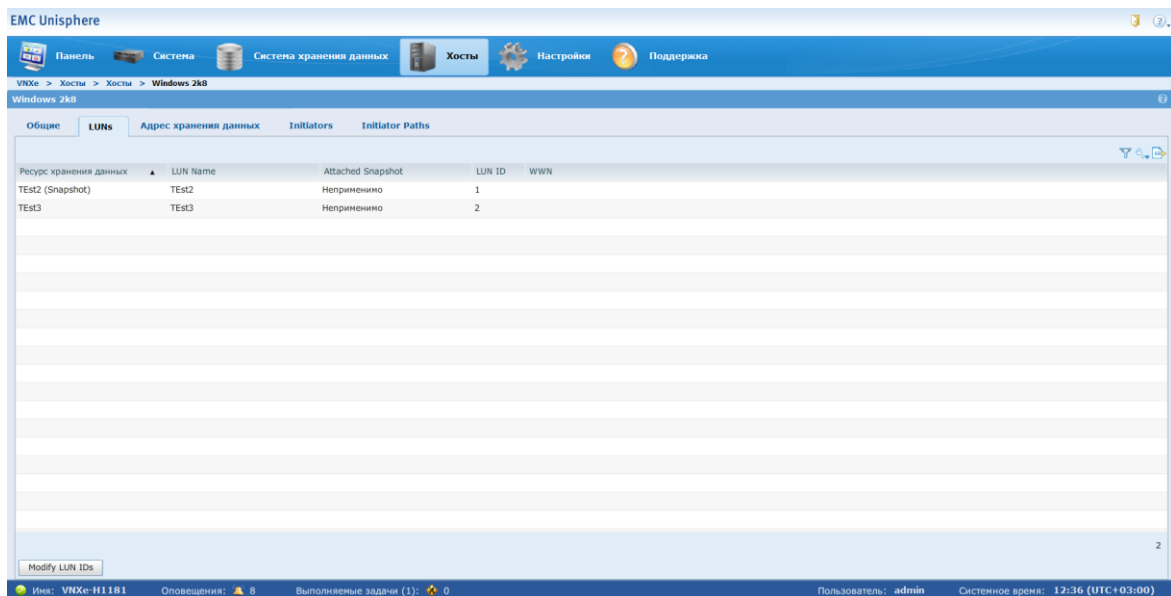 EMC Unisphere
Панель Система Система хранения данных Хосты Настройки Поддержка
VNXe > Хосты > Хосты > Windows 2k8
Windows 2k8
Общие LUNs Адрес хранения данных Initiators Initiator Paths
Ресурс хранения данных LUN Name Attached Snapshot LUN ID WWN
TEst2 (Snapshot) TEst2 Неприменимо 1
TEst3 TEst3 Неприменимо 2
2
Modify LUN IDs
Имя: VNXe-H1181 Оповещения: 8 Выполняемые задачи (1): 0 Пользователь: admin Системное время: 12:36 (UTC+03:00)